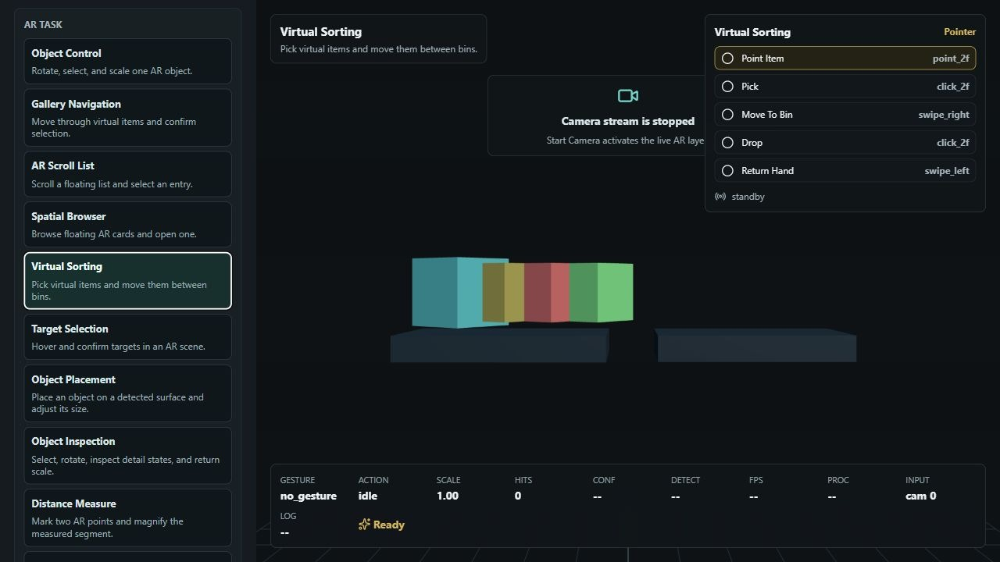 AR TASK
Object Control
Rotate, select, and scale one AR object.
Gallery Navigation
Move through virtual items and confirm
selection.
AR Scroll List
Scroll a floating list and select an entry.
Spatial Browser
Browse floating AR cards and open one.
Virtual Sorting
Pick virtual items and move them between
bins.
Target Selection
Hover and confirm targets in an AR scene.
Object Placement
Place an object on a detected surface and
adjust its size.
Object Inspection
Select, rotate, inspect detail states, and return
scale.
Distance Measure
Mark two AR points and magnify the
measured segment.
Virtual Sorting
Pick virtual items and move them between bins.
Camera stream is stopped
Start Camera activates the live AR laye
Virtual Sorting Pointer
Point Item point_2f
Pick click_2f
Move To Bin swipe_right
Drop click_2f
Return Hand swipe_left
standby
GESTURE ACTION SCALE HITS CONF DETECT FPS PROC INPUT
no_gesture idle 1.00 0 -- -- -- -- cam 0
LOG
-- Ready